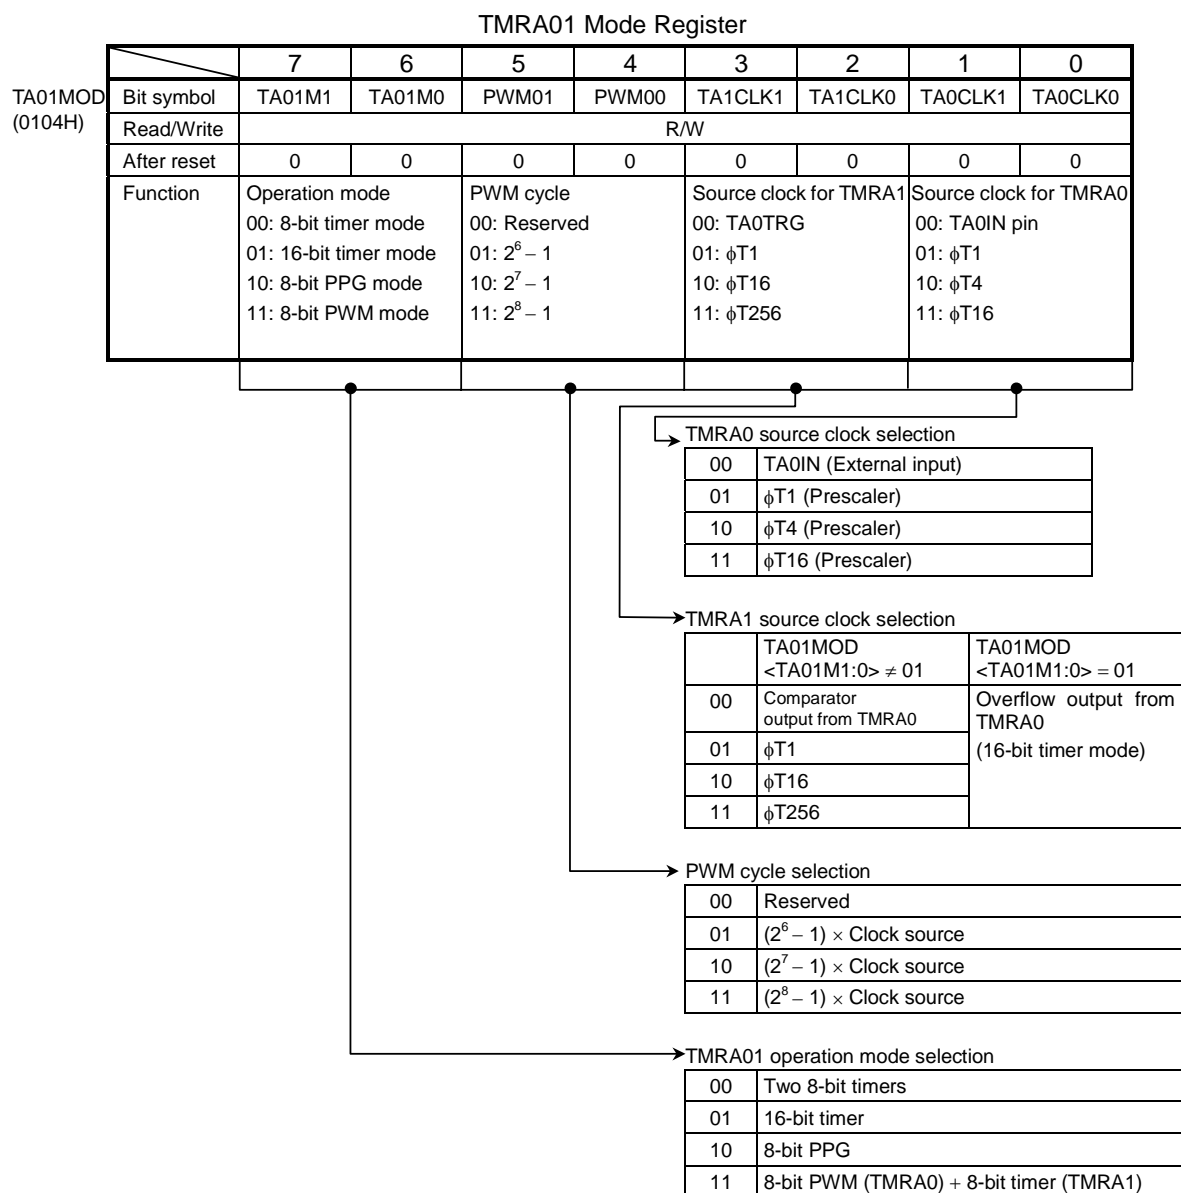 TMRA01 Mode Register
7 6 5 4 3 2 1 0
TA01MOD (0104H)
Bit symbol TA01M1 TA01M0 PWM01 PWM00 TA1CLK1 TA1CLK0 TA0CLK1 TA0CLK0
Read/Write R/W
After reset 0 0 0 0 0 0 0 0
Function Operation mode PWM cycle Source clock for TMRA1 Source clock for TMRA0
00: 8-bit timer mode 00: Reserved 00: TA0TRG 00: TA0IN pin
01: 16-bit timer mode 01: 2⁶ − 1 01: ϕT1 01: ϕT1
10: 8-bit PPG mode 10: 2⁷ − 1 10: ϕT16 10: ϕT4
11: 8-bit PWM mode 11: 2⁸ − 1 11: ϕT256 11: ϕT16
TMRA0 source clock selection
00 TA0IN (External input)
01 ϕT1 (Prescaler)
10 ϕT4 (Prescaler)
11 ϕT16 (Prescaler)
TMRA1 source clock selection
TA01MOD <TA01M1:0> ≠ 01
TA01MOD <TA01M1:0> = 01
00 Comparator output from TMRA0
Overflow output from TMRA0
(16-bit timer mode)
01 ϕT1
10 ϕT16
11 ϕT256
PWM cycle selection
00 Reserved
01 (2⁶ − 1) × Clock source
10 (2⁷ − 1) × Clock source
11 (2⁸ − 1) × Clock source
TMRA01 operation mode selection
00 Two 8-bit timers
01 16-bit timer
10 8-bit PPG
11 8-bit PWM (TMRA0) + 8-bit timer (TMRA1)